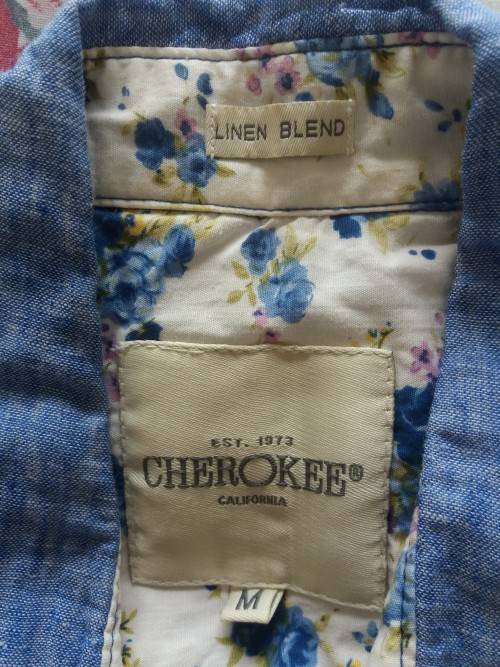 LINEN BLEND
EST. 1973
CHEROKEE®
CALIFORNIA
M